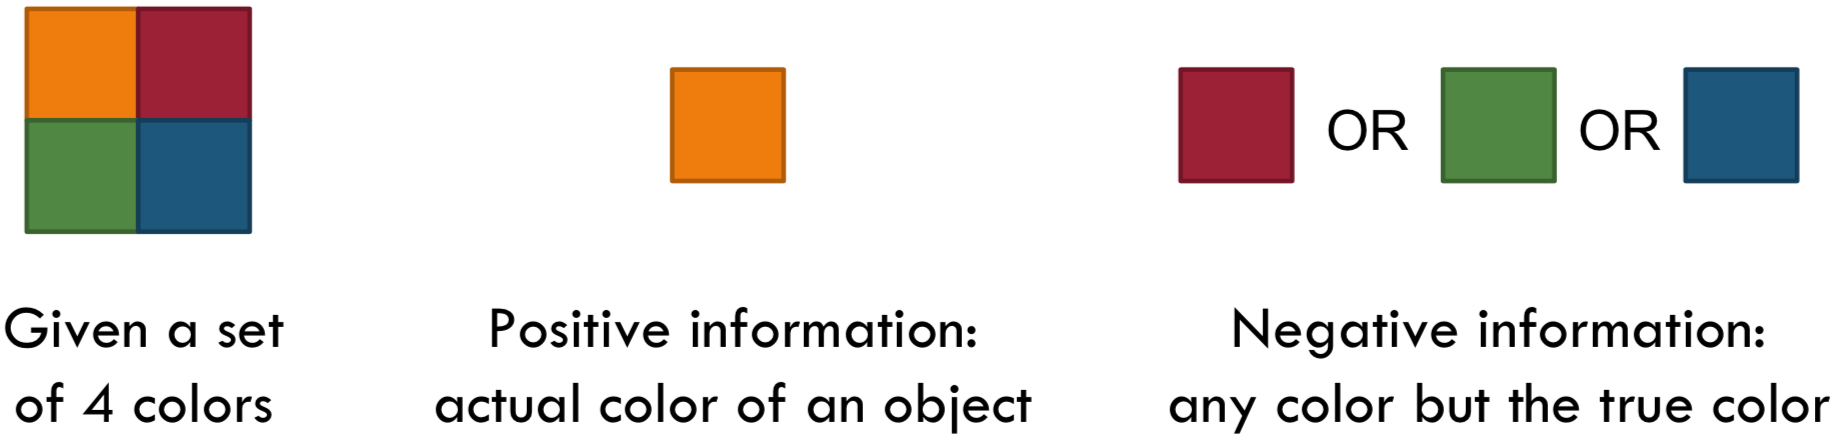 OR OR
Given a set
of 4 colors
Positive information:
actual color of an object
Negative information:
any color but the true color